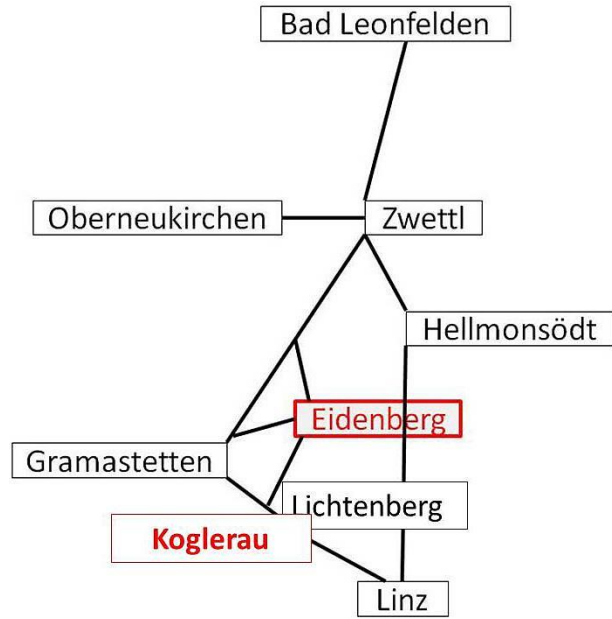 Bad Leonfelden
Oberneukirchen
Zwettl
Hellmonsödt
Eidenberg
Gramastetten
Lichtenberg
Koglerau
Linz